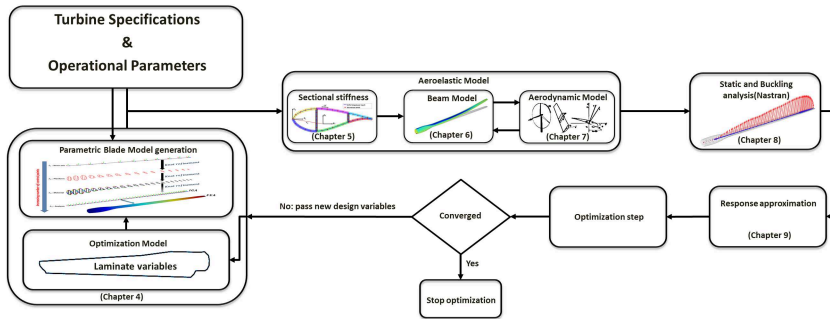 Turbine Specifications
&
Operational Parameters
Aeroelastic Model
Sectional stiffness
(Chapter 5)
Beam Model
(Chapter 6)
Aerodynamic Model
(Chapter 7)
Static and Buckling
analysis(Nastran)
(Chapter 8)
Parametric Blade Model generation
Optimization Model
Laminate variables
(Chapter 4)
No: pass new design variables
Converged
Yes
Stop optimization
Optimization step
Response approximation
(Chapter 9)